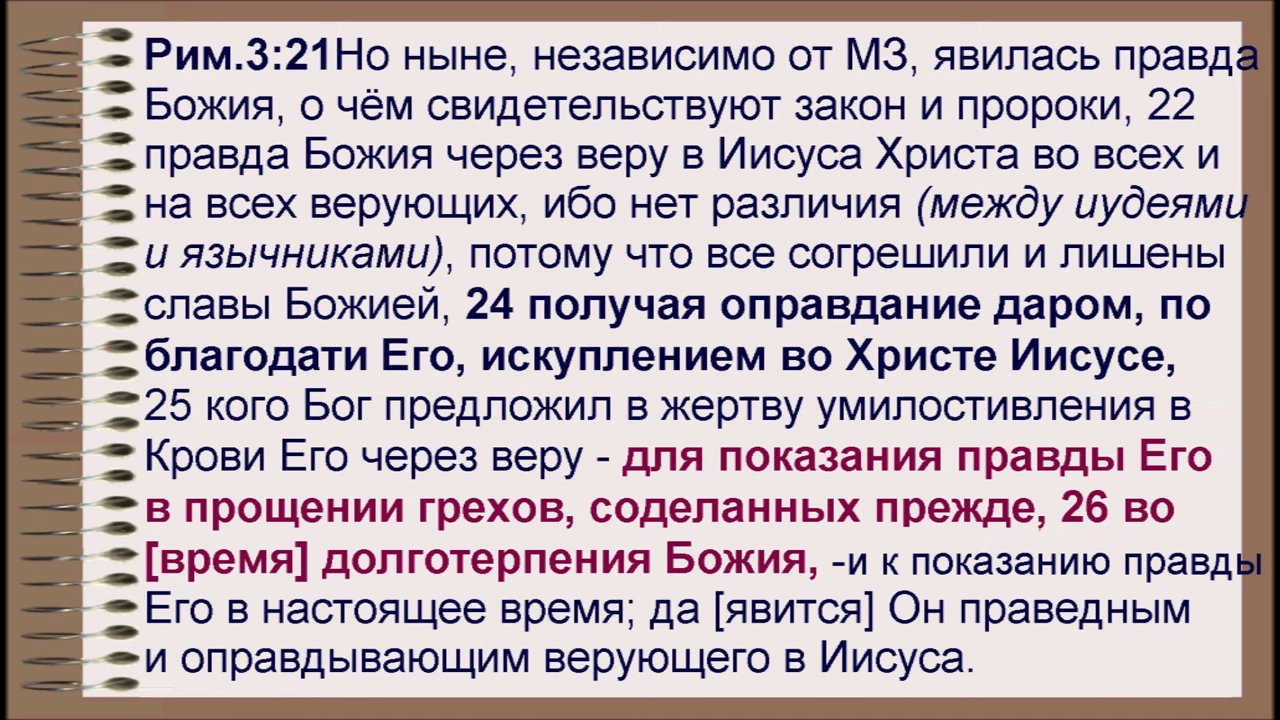 Рим.3:21Но ныне, независимо от МЗ, явилась правда
Божия, о чём свидетельствуют закон и пророки, 22
правда Божия через веру в Иисуса Христа во всех и
на всех верующих, ибо нет различия (между иудеями
и язычниками), потому что все согрешили и лишены
славы Божией, 24 получая оправдание даром, по
благодати Его, искуплением во Христе Иисусе,
25 кого Бог предложил в жертву умилостивления в
Крови Его через веру - для показания правды Его
в прощении грехов, соделанных прежде, 26 во
[время] долготерпения Божия, -и к показанию правды
Его в настоящее время; да [явится] Он праведным
и оправдывающим верующего в Иисуса.